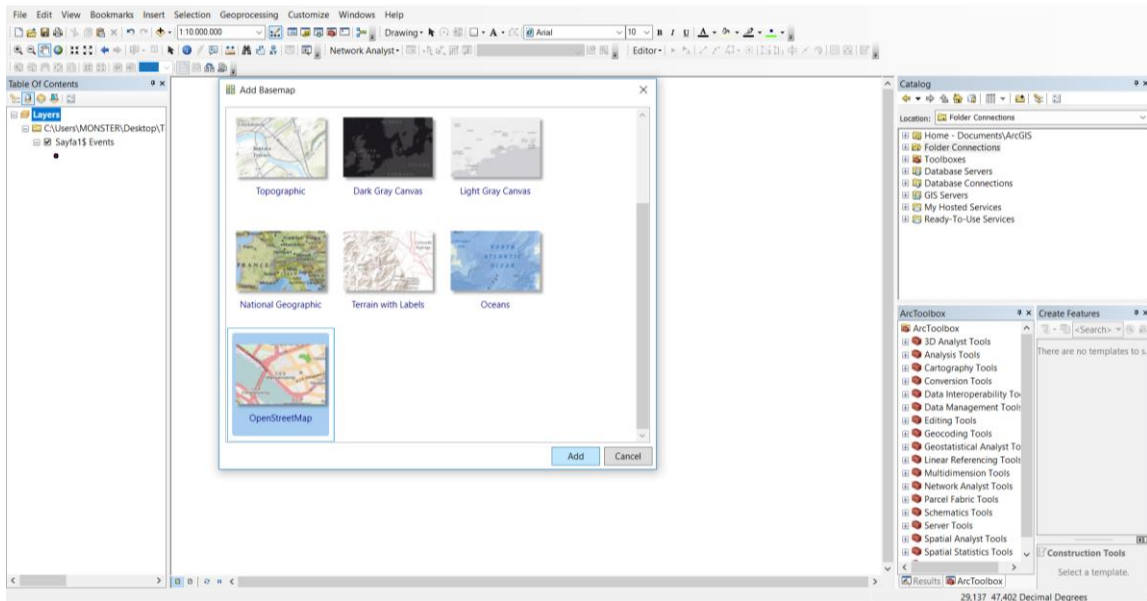 File Edit View Bookmarks Insert Selection Geoprocessing Customize Windows Help
1:10.000.000 Drawing A Arial 10 B I U A
Network Analyst Editor
Table Of Contents
Layers
C:\Users\MONSTER\Desktop\T
Sayfa1$ Events
Add Basemap
Topographic Dark Gray Canvas Light Gray Canvas
National Geographic Terrain with Labels Oceans
OpenStreetMap
Add Cancel
Catalog
Location: Folder Connections
Home - Documents\ArcGIS
Folder Connections
Toolboxes
Database Servers
Database Connections
GIS Servers
My Hosted Services
Ready-To-Use Services
ArcToolbox
ArcToolbox
3D Analyst Tools
Analysis Tools
Cartography Tools
Conversion Tools
Data Interoperability To
Data Management Tools
Editing Tools
Geocoding Tools
Geostatistical Analyst To
Linear Referencing Tools
Multidimension Tools
Network Analyst Tools
Parcel Fabric Tools
Schematics Tools
Server Tools
Spatial Analyst Tools
Spatial Statistics Tools
Results ArcToolbox
Create Features
<Search>
There are no templates to s
Construction Tools
Select a template.
29,137 47,402 Decimal Degrees